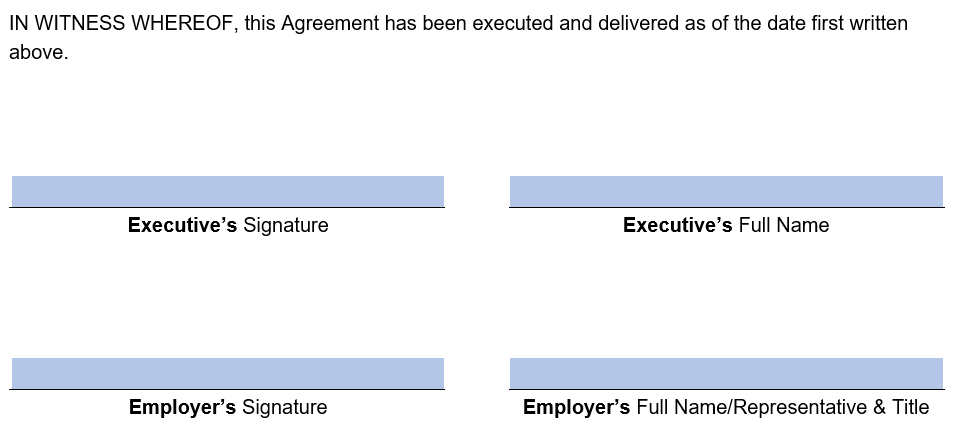 IN WITNESS WHEREOF, this Agreement has been executed and delivered as of the date first written
above.
Executive’s Signature
Executive’s Full Name
Employer’s Signature
Employer’s Full Name/Representative & Title